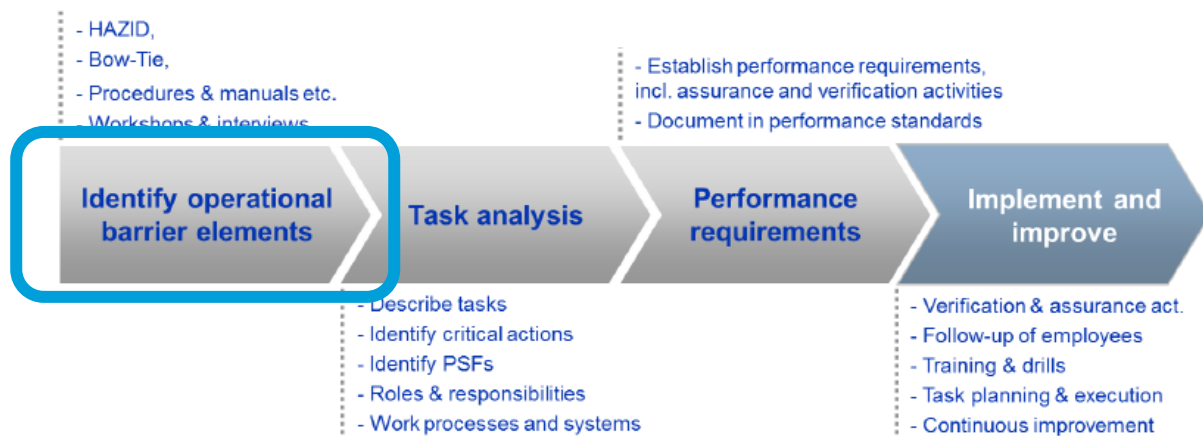 - HAZID,
- Bow-Tie,
- Procedures & manuals etc.
- Workshops & interviews
- Establish performance requirements,
incl. assurance and verification activities
- Document in performance standards
Identify operational
barrier elements
Task analysis
Performance
requirements
Implement and
improve
- Describe tasks
- Identify critical actions
- Identify PSFs
- Roles & responsibilities
- Work processes and systems
- Verification & assurance act.
- Follow-up of employees
- Training & drills
- Task planning & execution
- Continuous improvement